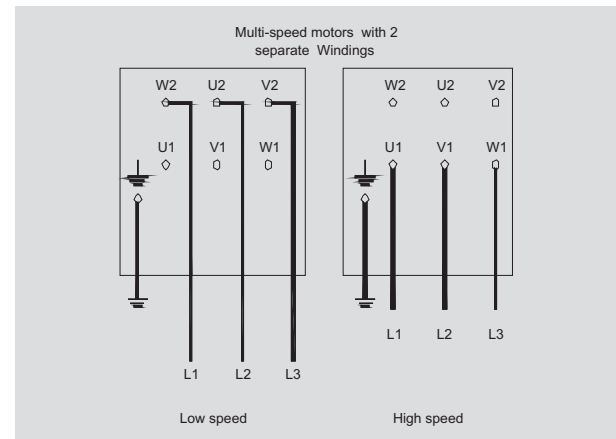 Multi-speed motors with 2
separate Windings
W2 U2 V2
U1 V1 W1
L1 L2 L3
Low speed
W2 U2 V2
U1 V1 W1
L1 L2 L3
High speed